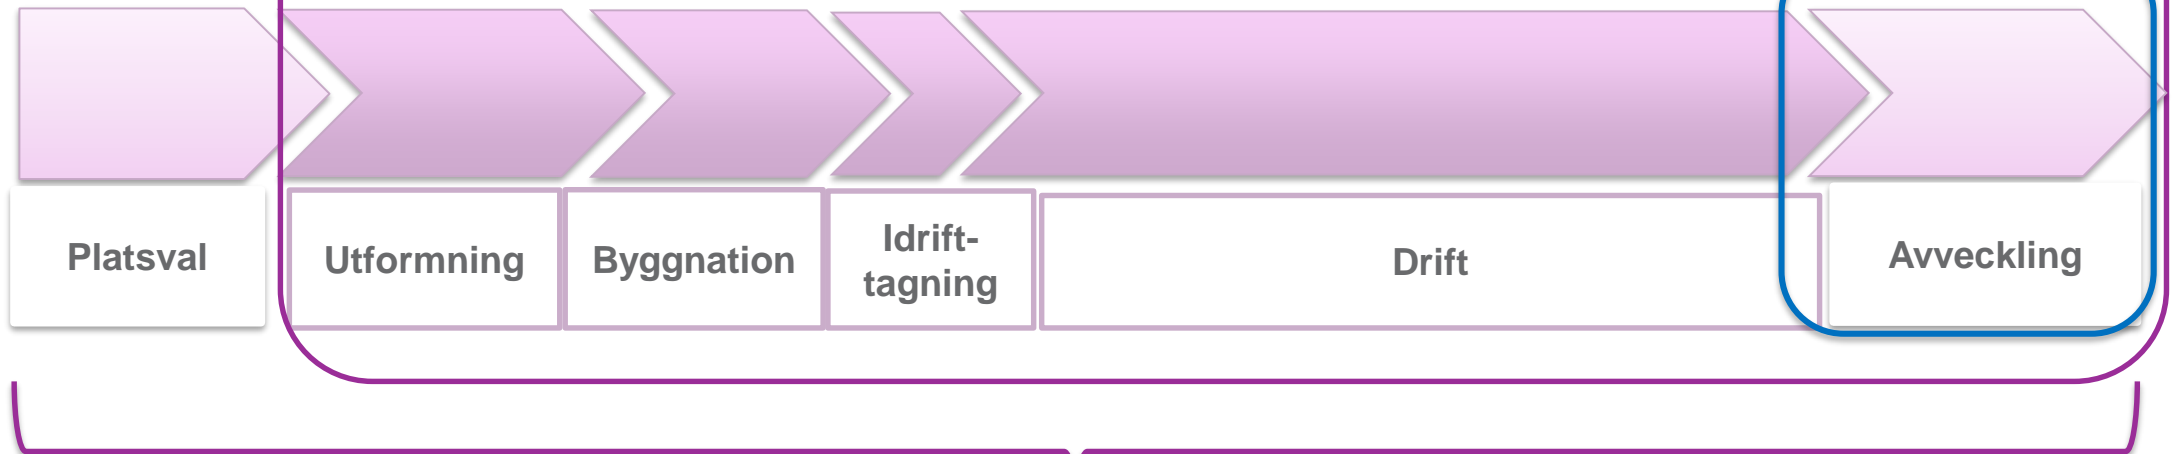 Platsval
Utformning
Byggnation
Idrift-
tagning
Drift
Avveckling